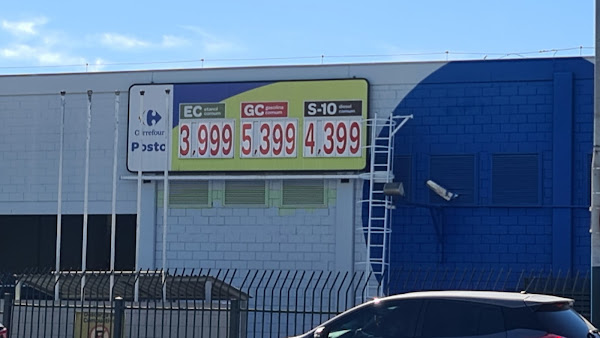 Carrefour
Posto
EC etanol comum
GC gasolina comum
S-10 diesel comum
3,999 5,399 4,399